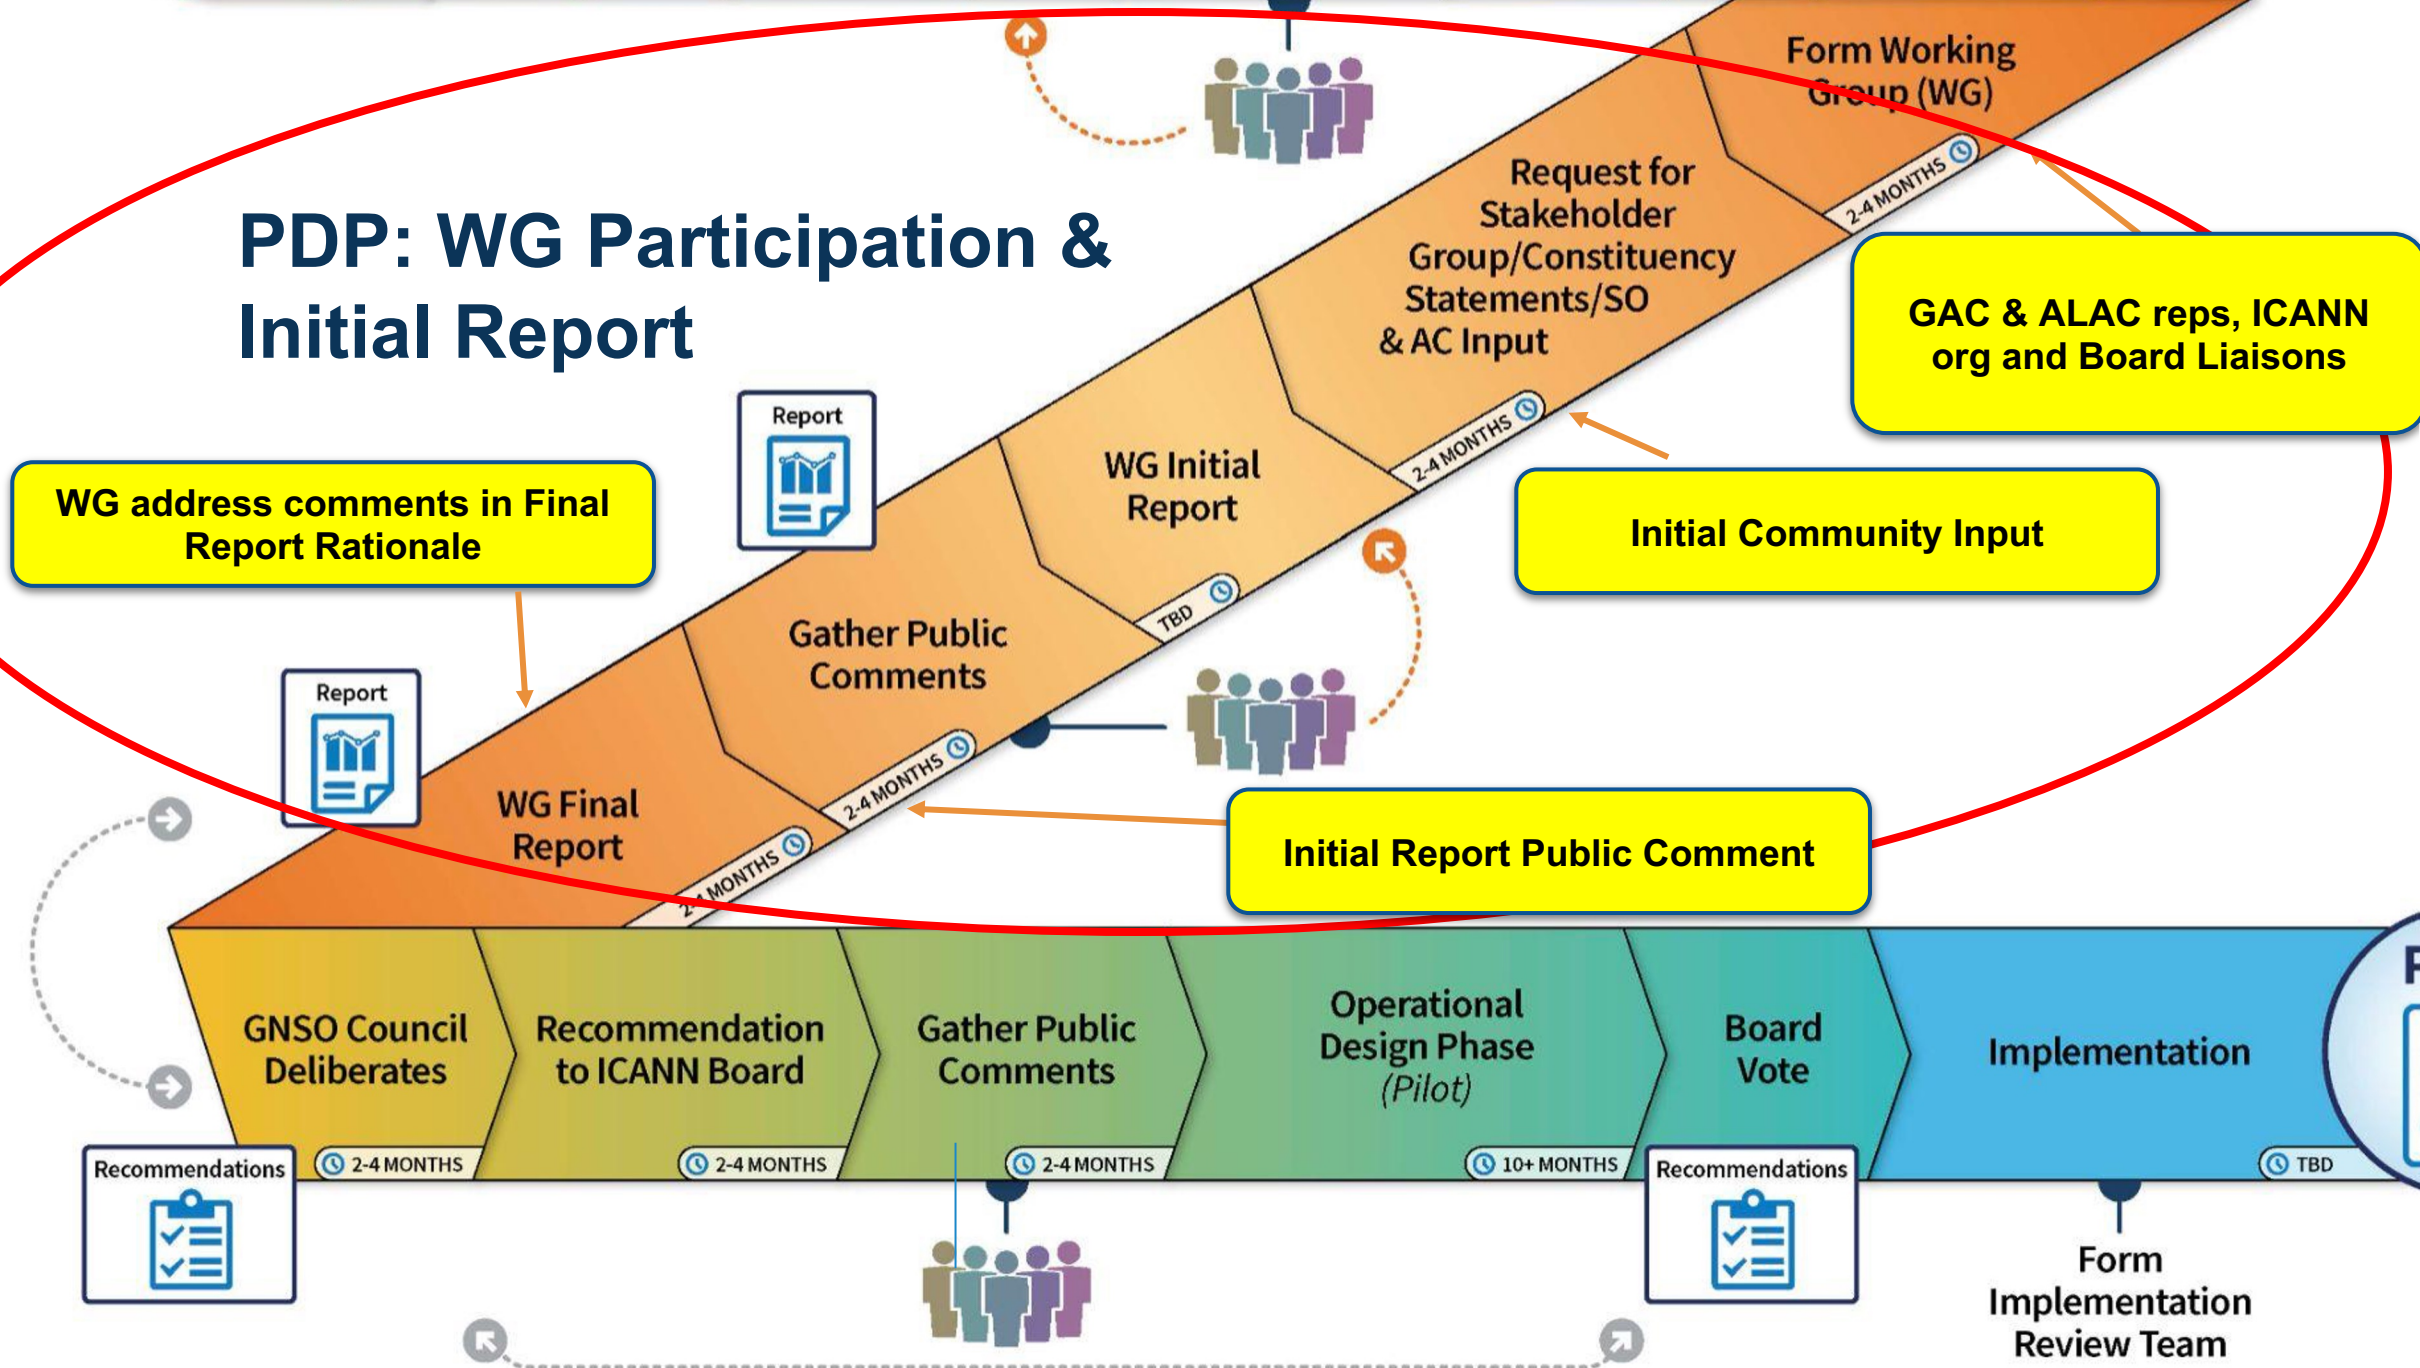 Form Working
Group (WG)
2-4 MONTHS
Request for
Stakeholder
Group/Constituency
Statements/SO
& AC Input
2-4 MONTHS
PDP: WG Participation &
Initial Report
GAC & ALAC reps, ICANN
org and Board Liaisons
Report
WG Initial
Report
TBD
Initial Community Input
WG address comments in Final
Report Rationale
Gather Public
Comments
2-4 MONTHS
Report
WG Final
Report
2-4 MONTHS
Initial Report Public Comment
GNSO Council
Deliberates
2-4 MONTHS
Recommendation
to ICANN Board
2-4 MONTHS
Gather Public
Comments
2-4 MONTHS
Operational
Design Phase
(Pilot)
10+ MONTHS
Board
Vote
Implementation
TBD
Recommendations
Recommendations
Form
Implementation
Review Team